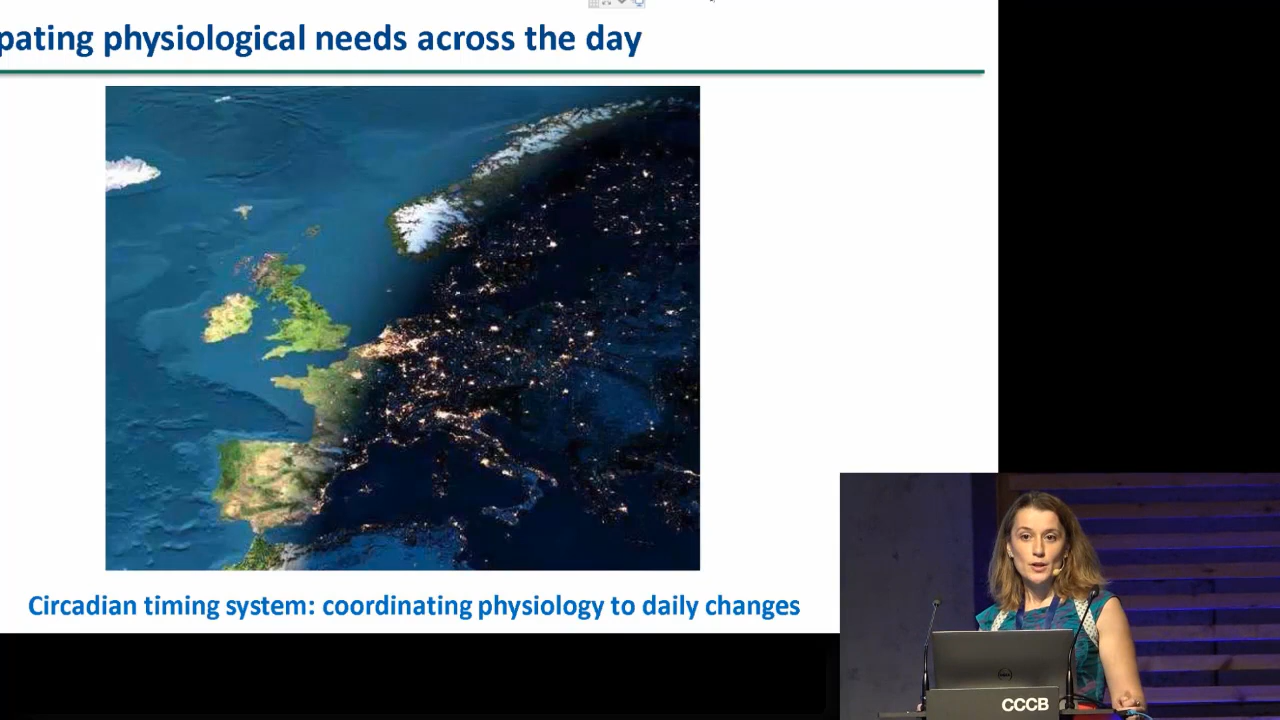 pating physiological needs across the day
Circadian timing system: coordinating physiology to daily changes
CCCB